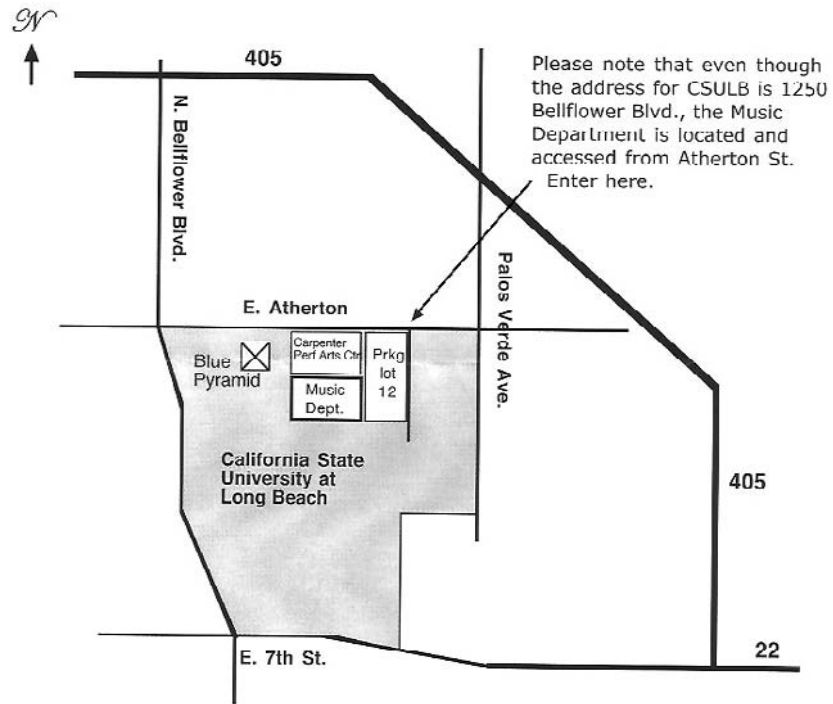 N
405
Please note that even though
the address for CSULB is 1250
Bellflower Blvd., the Music
Department is located and
accessed from Atherton St.
Enter here.
N. Bellflower Blvd.
Palos Verde Ave.
E. Atherton
Blue
Pyramid
Carpenter
Perf Arts Ctr
Music
Dept.
Prkg
lot
12
California State
University at
Long Beach
405
E. 7th St.
22